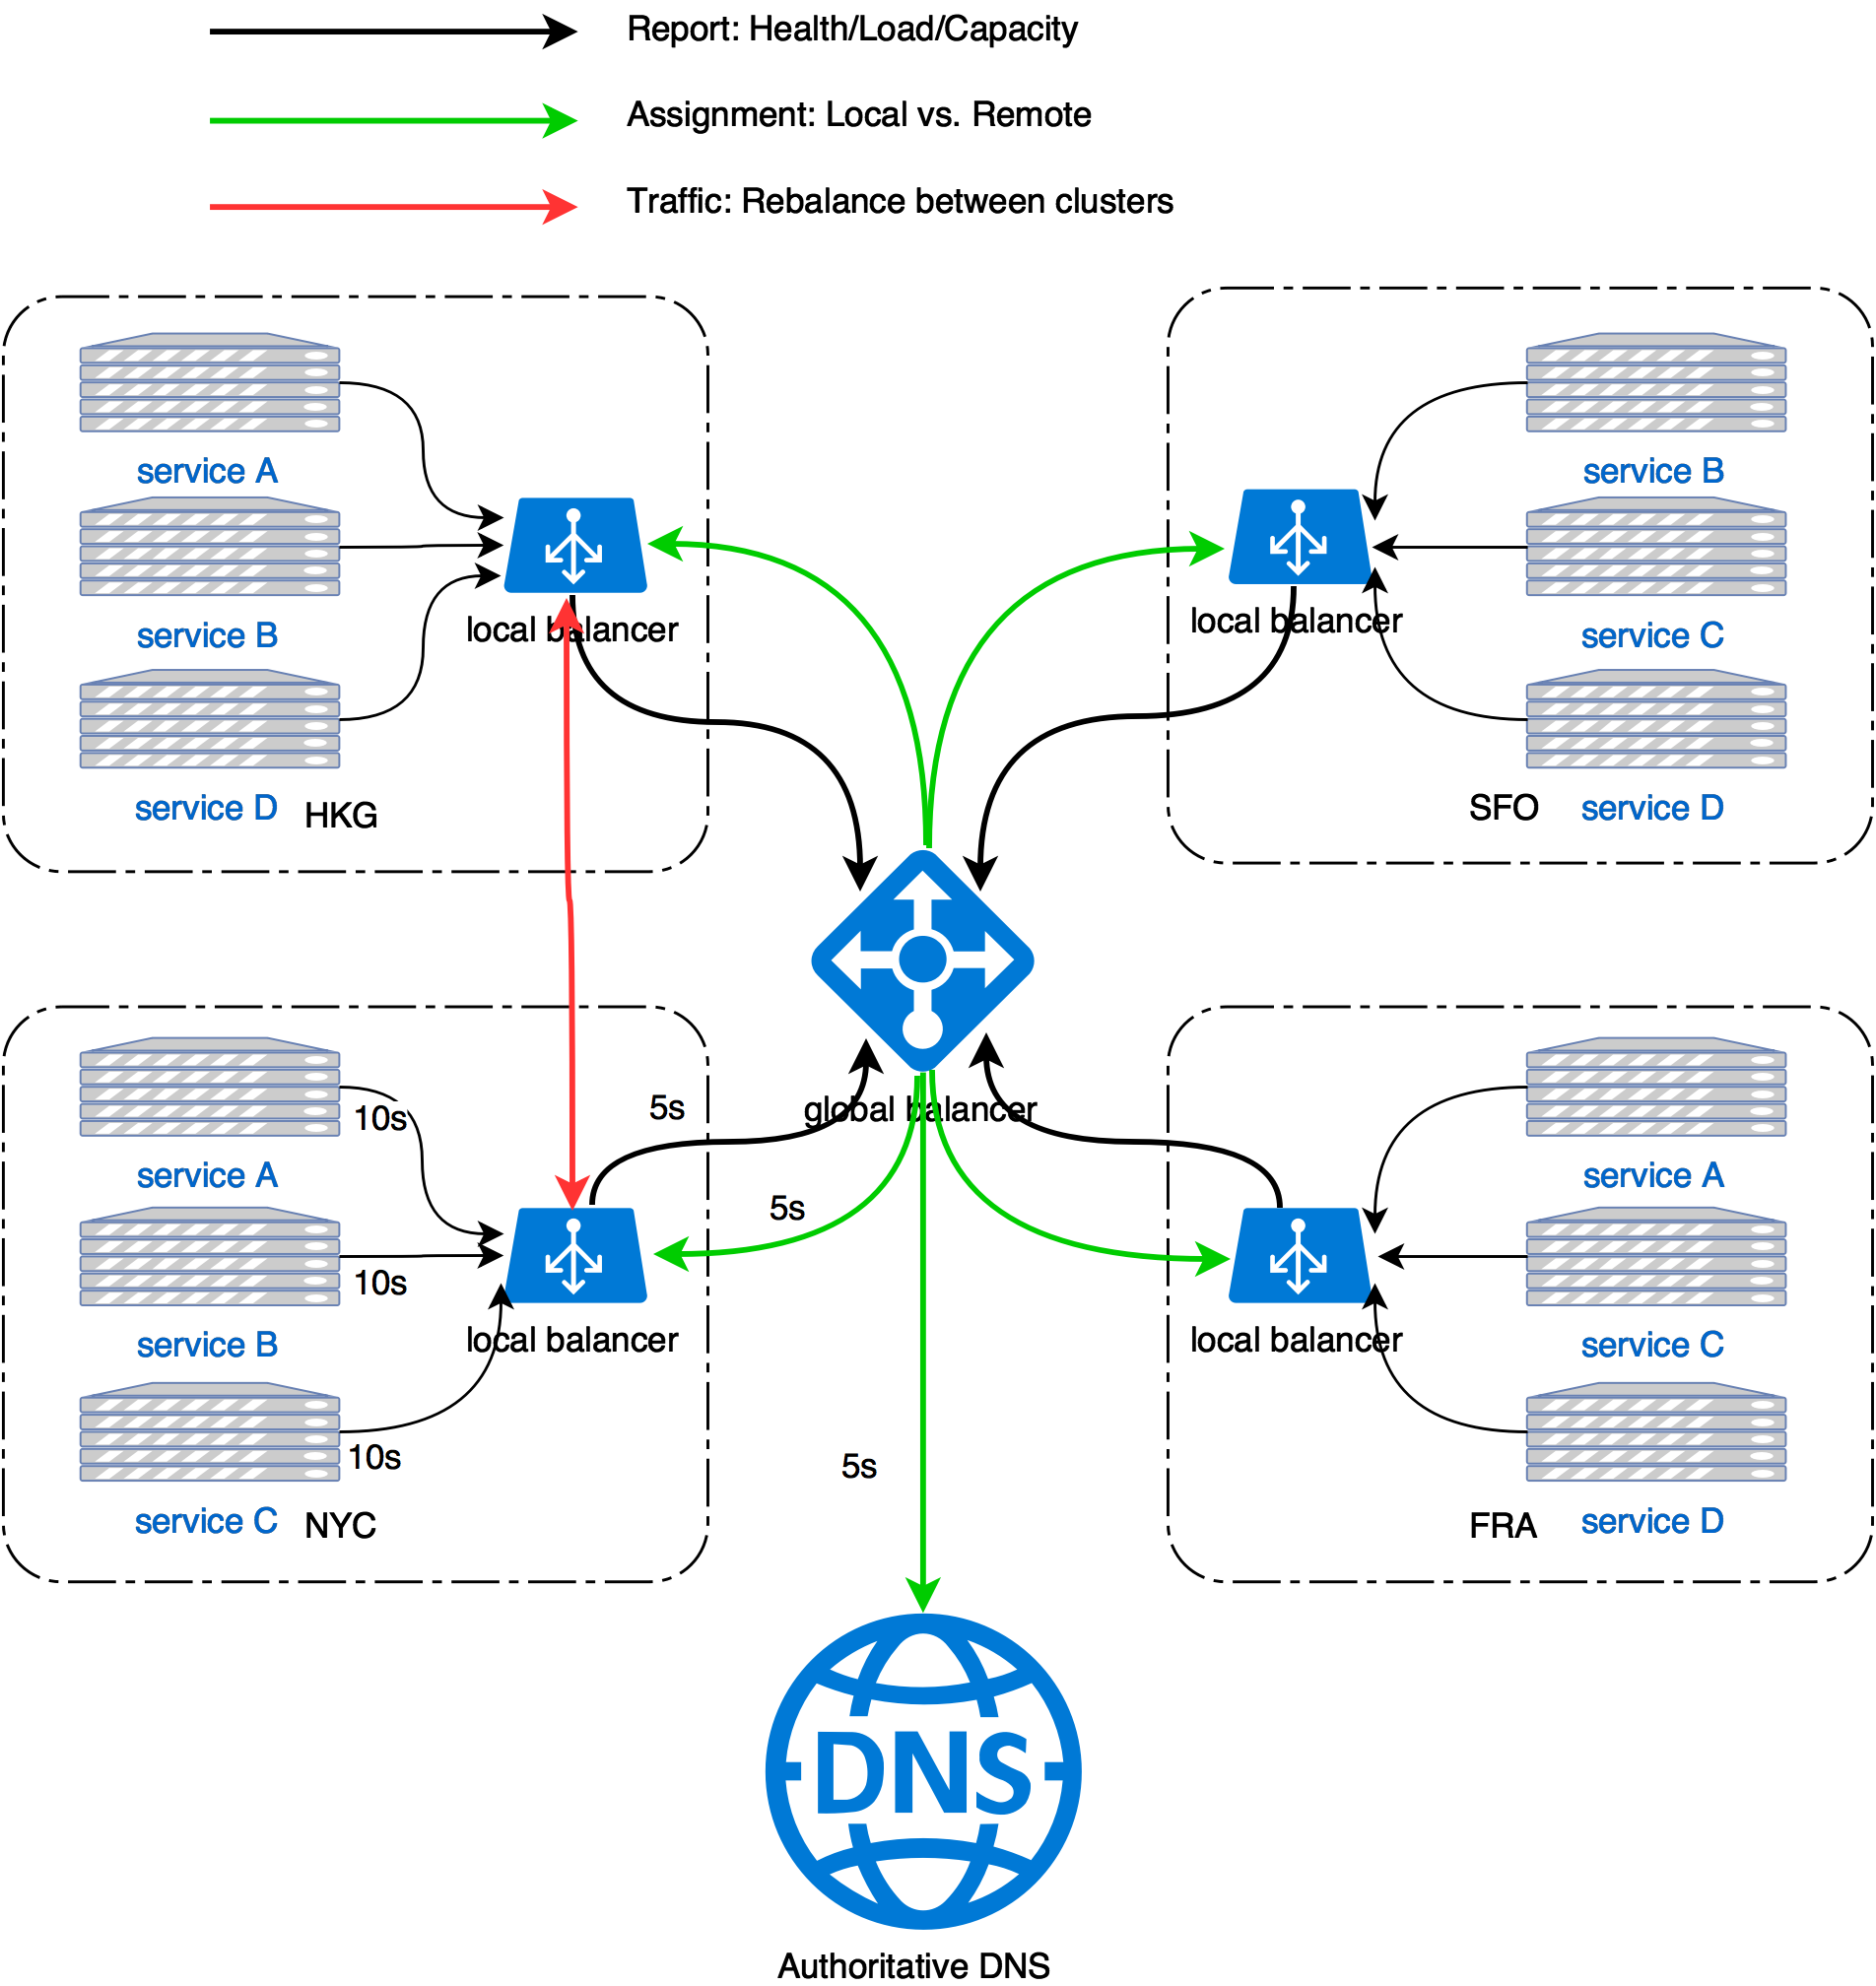 Report: Health/Load/Capacity
Assignment: Local vs. Remote
Traffic: Rebalance between clusters
service A
service B
service D
HKG
local balancer
service B
service C
service D
SFO
local balancer
global balancer
service A
service B
service C
NYC
10s
10s
10s
local balancer
5s
5s
5s
service A
service C
service D
FRA
local balancer
DNS
Authoritative DNS